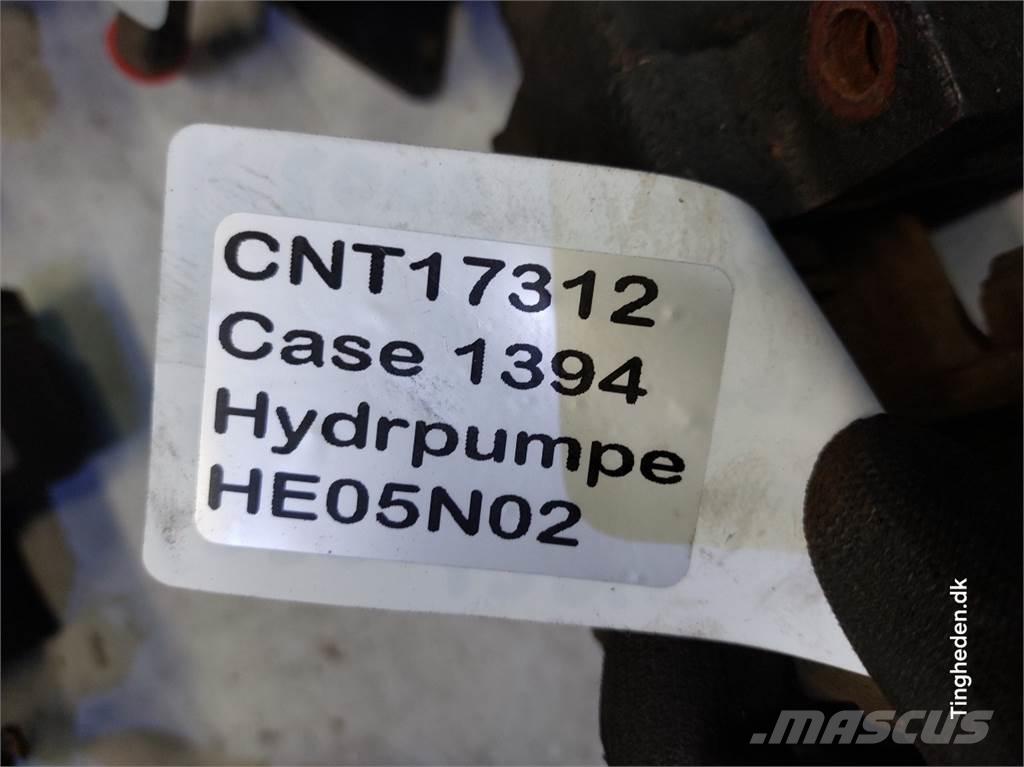 CNT17312
Case 1394
Hydrpumpe
HE05N02
Tingheden.dk
MASCUS